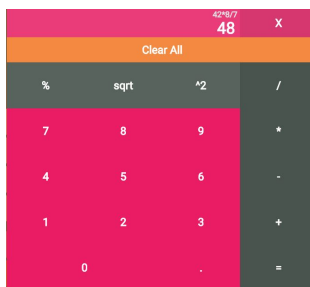 42*8/7
48 X
Clear All
% sqrt ^2 /
7 8 9 *
4 5 6 -
1 2 3 +
0 . =